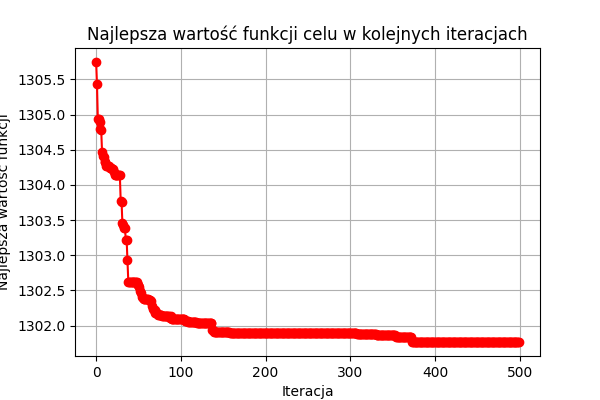 Najlepsza wartość funkcji celu w kolejnych iteracjach
Najlepsza wartość funkcji
1305.5
1305.0
1304.5
1304.0
1303.5
1303.0
1302.5
1302.0
0 100 200 300 400 500
Iteracja